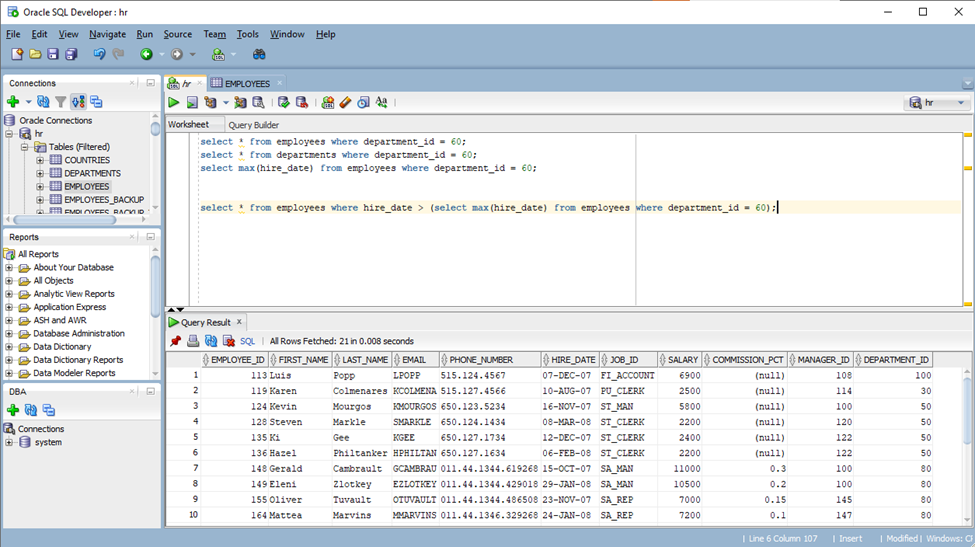 Oracle SQL Developer : hr
File Edit View Navigate Run Source Team Tools Window Help
Connections
Oracle Connections
hr
Tables (Filtered)
COUNTRIES
DEPARTMENTS
EMPLOYEES
EMPLOYEES_BACKUP
Reports
All Reports
About Your Database
All Objects
Analytic View Reports
Application Express
ASH and AWR
Database Administration
Data Dictionary
Data Dictionary Reports
Data Modeler Reports
DBA
Connections
system
hr EMPLOYEES
hr
Worksheet Query Builder
select * from employees where department_id = 60;
select * from departments where department_id = 60;
select max(hire_date) from employees where department_id = 60;
select * from employees where hire_date > (select max(hire_date) from employees where department_id = 60);
Query Result x
SQL | All Rows Fetched: 21 in 0.008 seconds
EMPLOYEE_ID FIRST_NAME LAST_NAME EMAIL PHONE_NUMBER HIRE_DATE JOB_ID SALARY COMMISSION_PCT MANAGER_ID DEPARTMENT_ID
1 113 Luis Popp LPOPP 515.124.4567 07-DEC-07 FI_ACCOUNT 6900 (null) 108 100
2 119 Karen Colmenares KCOLMENA 515.127.4566 10-AUG-07 PU_CLERK 2500 (null) 114 30
3 124 Kevin Mourgos KMOURGOS 650.123.5234 16-NOV-07 ST_MAN 5800 (null) 100 50
4 128 Steven Markle SMARKLE 650.124.1434 08-MAR-08 ST_CLERK 2200 (null) 120 50
5 135 Ki Gee KGEE 650.127.1734 12-DEC-07 ST_CLERK 2400 (null) 122 50
6 136 Hazel Philtanker HPHILTAN 650.127.1634 06-FEB-08 ST_CLERK 2200 (null) 122 50
7 148 Gerald Cambrault GCAMBRAU 011.44.1344.619268 15-OCT-07 SA_MAN 11000 0.3 100 80
8 149 Eleni Zlotkey EZLOTKEY 011.44.1344.429018 29-JAN-08 SA_MAN 10500 0.2 100 80
9 155 Oliver Tuvault OTUVAULT 011.44.1344.486508 23-NOV-07 SA_REP 7000 0.15 145 80
10 164 Mattea Marvins MMARVINS 011.44.1346.329268 24-JAN-08 SA_REP 7200 0.1 147 80
| Line 6 Column 107 | Insert | Modified | Windows: CF